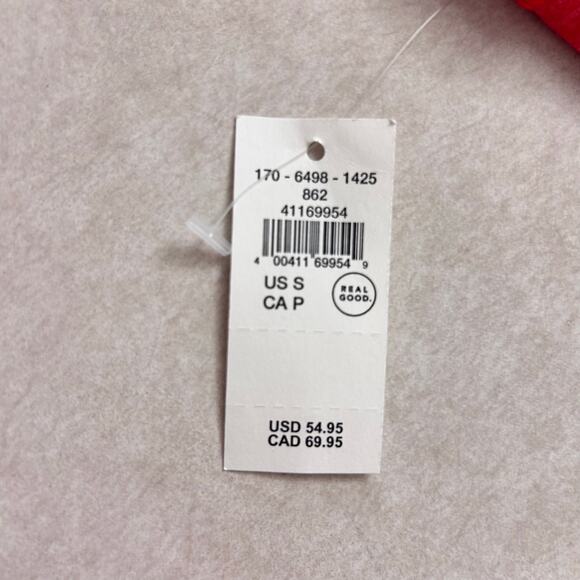 170 - 6498 - 1425
862
41169954
4 00411 69954 9
US S
CA P
REAL
GOOD.
USD 54.95
CAD 69.95